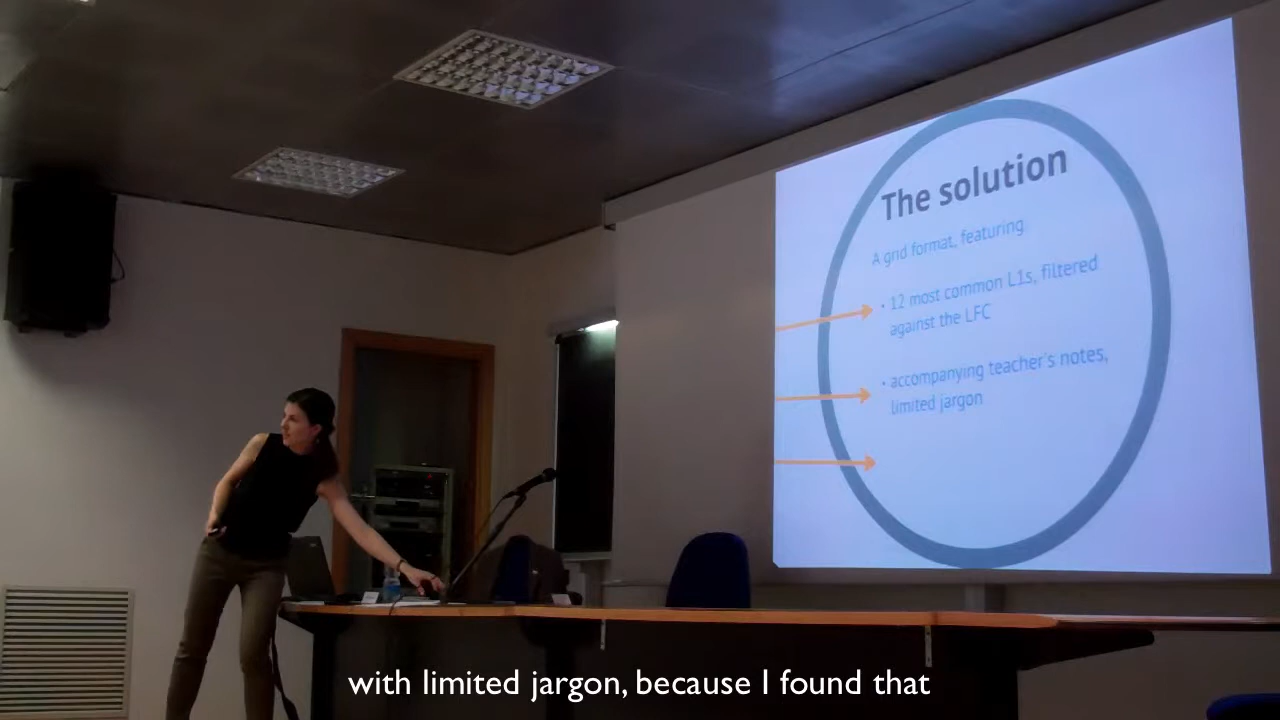 The solution
A grid format, featuring
• 12 most common L1s, filtered
against the LFC
• accompanying teacher's notes,
limited jargon
with limited jargon, because I found that